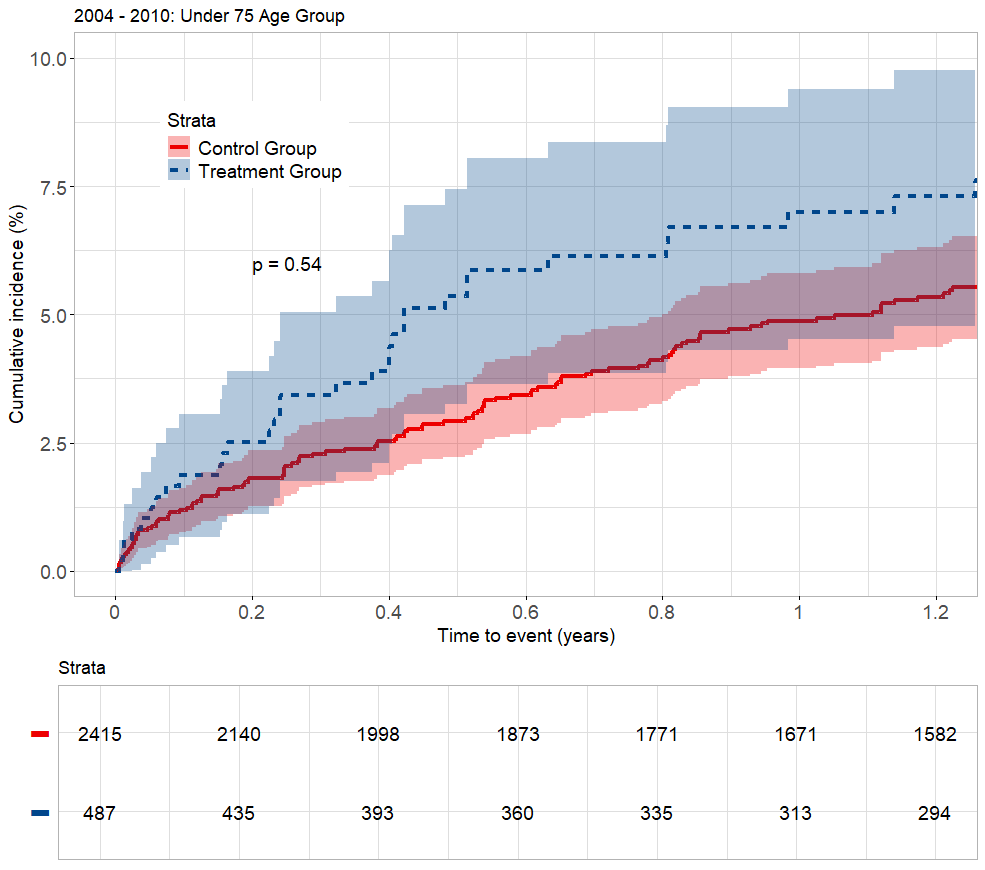 2004 - 2010: Under 75 Age Group
10.0
Strata
Control Group
Treatment Group
7.5
p = 0.54
5.0
2.5
0.0
Cumulative incidence (%)
0 0.2 0.4 0.6 0.8 1 1.2
Time to event (years)
Strata
2415 2140 1998 1873 1771 1671 1582
487 435 393 360 335 313 294